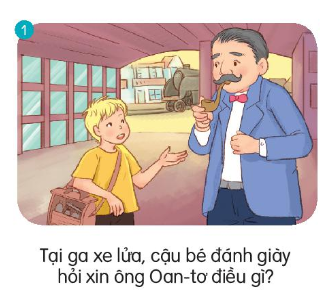 1
Tại ga xe lửa, cậu bé đánh giày
hỏi xin ông Oan-tơ điều gì?